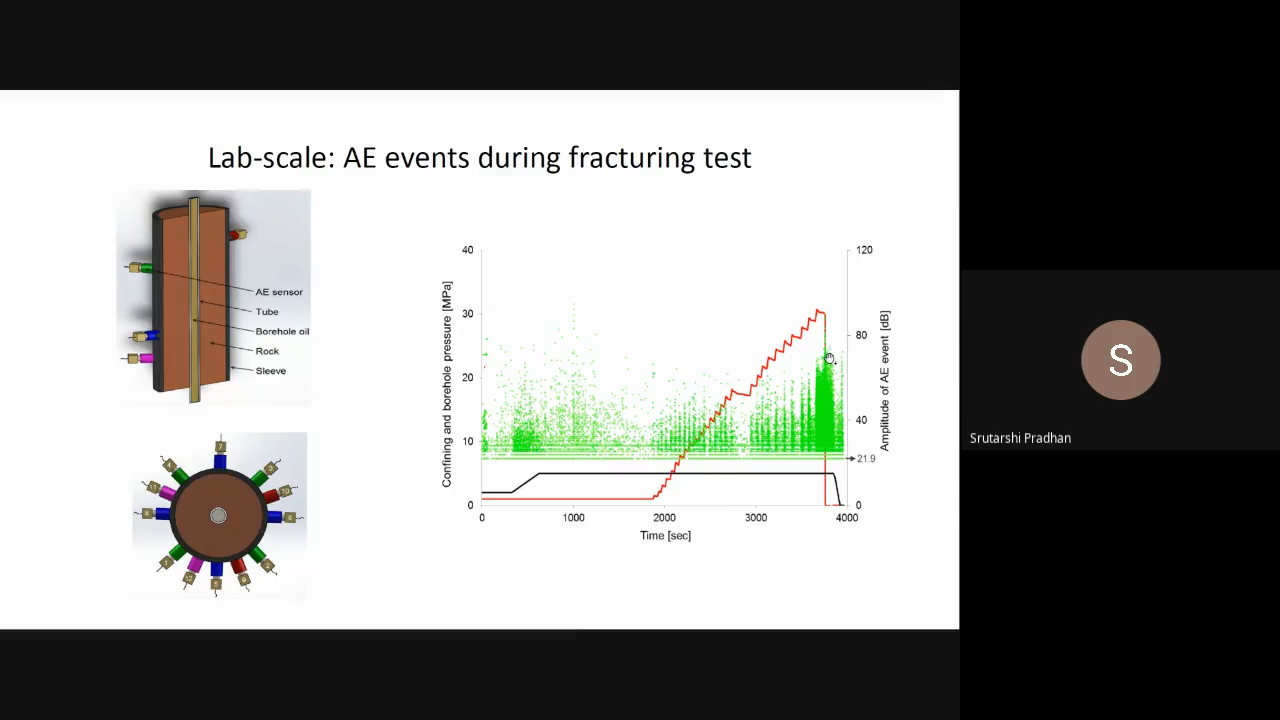 Lab-scale: AE events during fracturing test
AE sensor
Tube
Borehole oil
Rock
Sleeve
40
30
20
10
0
Confining and borehole pressure [MPa]
120
80
40
21.9
0
Amplitude of AE event [dB]
0
1000
2000
3000
4000
Time [sec]
7
8
S
Srutarshi Pradhan